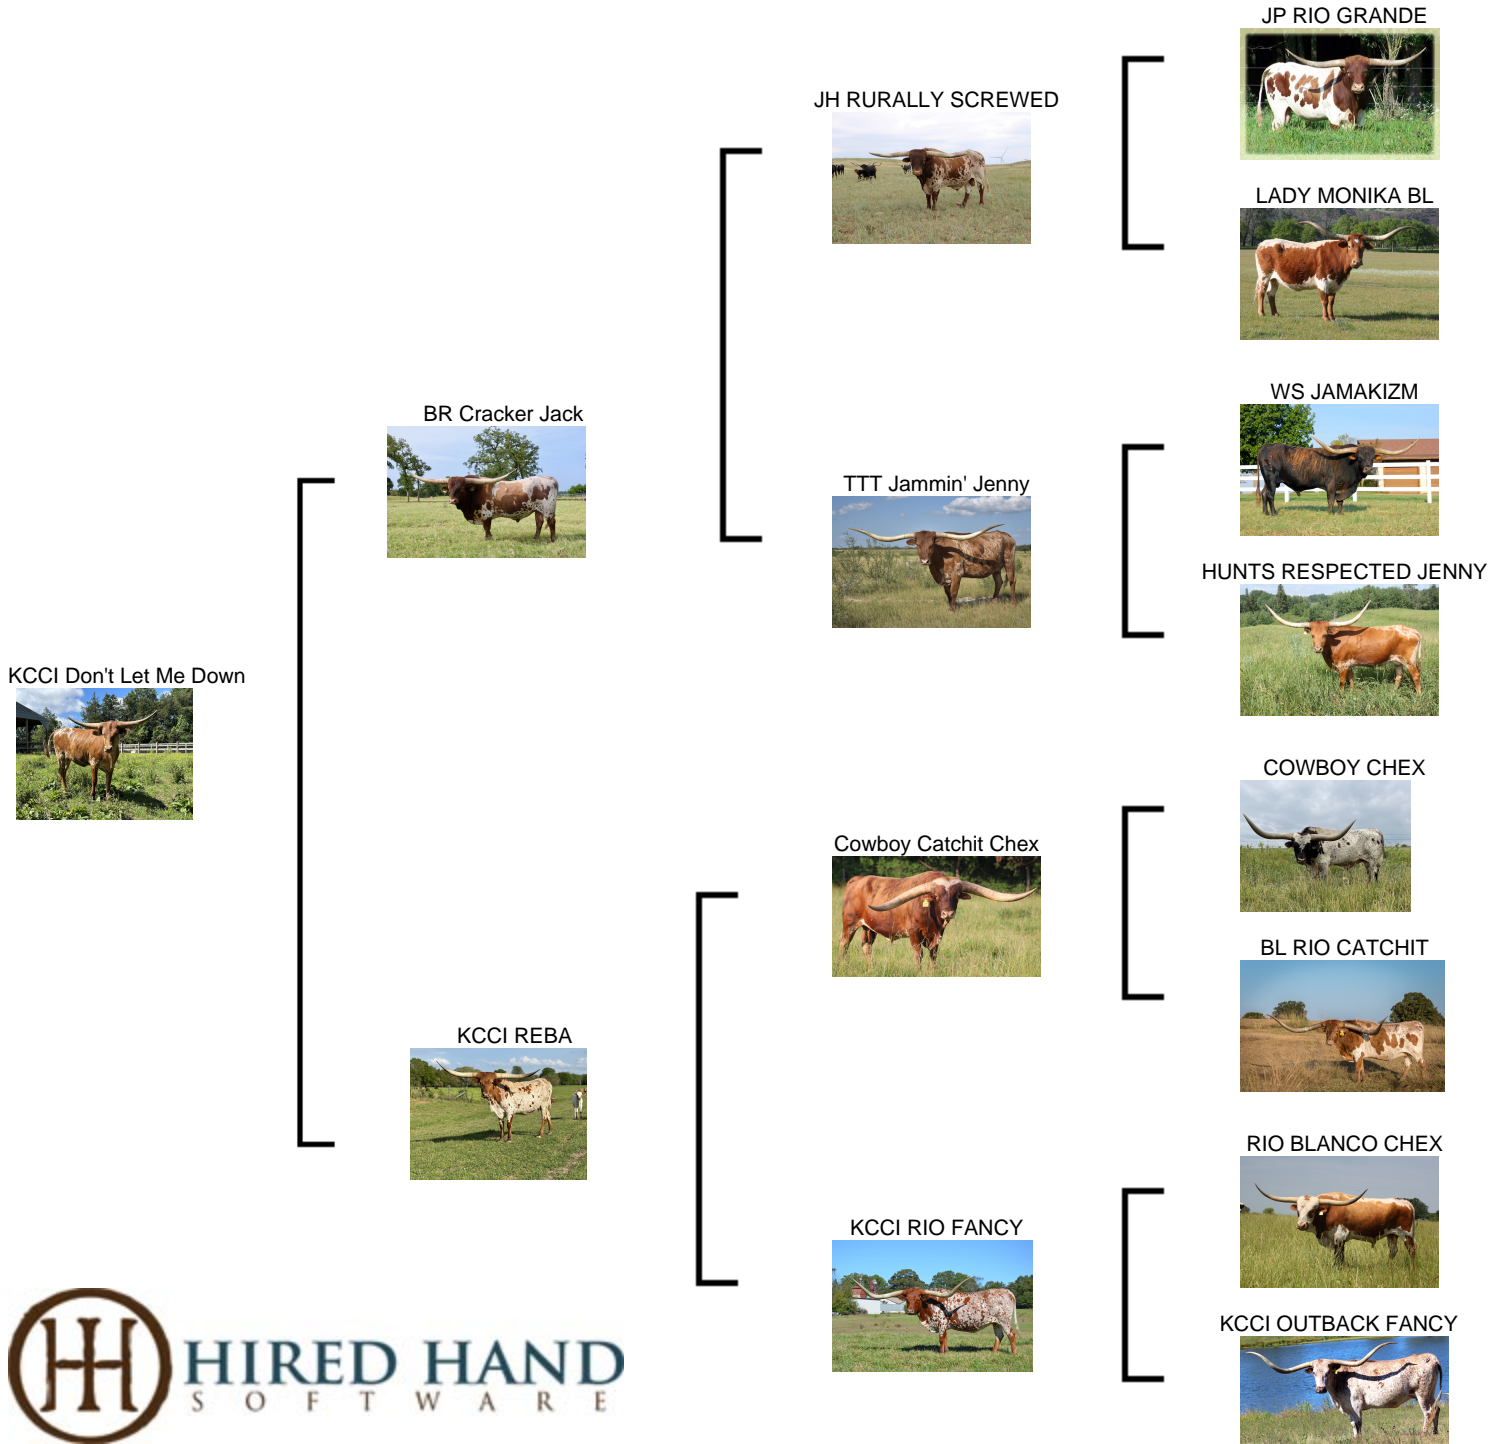 JP RIO GRANDE
JH RURALLY SCREWED
LADY MONIKA BL
BR Cracker Jack
WS JAMAKIZM
TTT Jammin' Jenny
HUNTS RESPECTED JENNY
KCCI Don't Let Me Down
COWBOY CHEX
Cowboy Catchit Chex
BL RIO CATCHIT
KCCI REBA
RIO BLANCO CHEX
KCCI RIO FANCY
KCCI OUTBACK FANCY
HH HIRED HAND
SOFTWARE